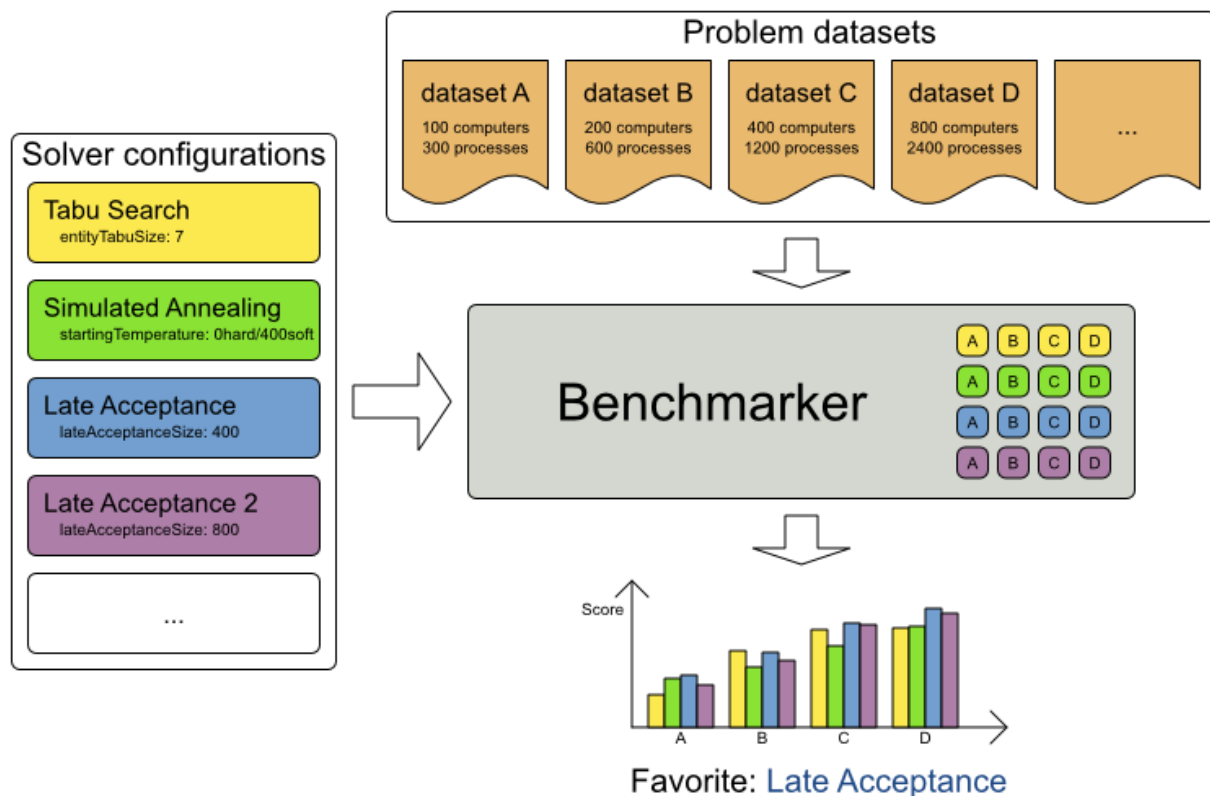 Problem datasets
dataset A
100 computers
300 processes
dataset B
200 computers
600 processes
dataset C
400 computers
1200 processes
dataset D
800 computers
2400 processes
...
Solver configurations
Tabu Search
entityTabuSize: 7
Simulated Annealing
startingTemperature: 0hard/400soft
Late Acceptance
lateAcceptanceSize: 400
Late Acceptance 2
lateAcceptanceSize: 800
...
Benchmarker
A B C D
A B C D
A B C D
A B C D
Score
A B C D
Favorite: Late Acceptance